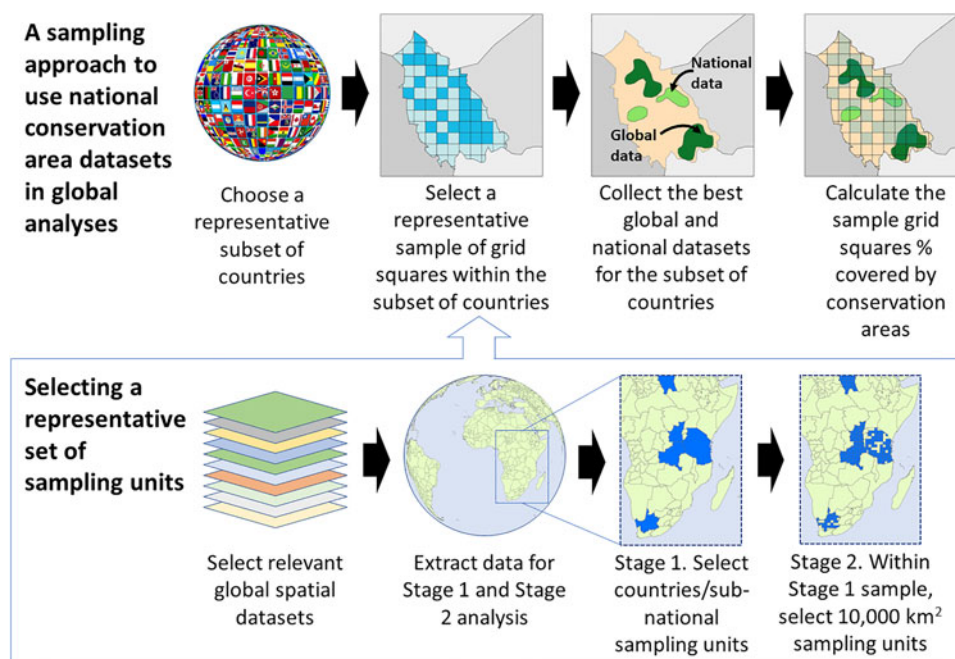 A sampling
approach to
use national
conservation
area datasets
in global
analyses
Choose a
representative
subset of
countries
Select a
representative
sample of grid
squares within the
subset of countries
National
data
Global
data
Collect the best
global and
national datasets
for the subset of
countries
Calculate the
sample grid
squares %
covered by
conservation
areas
Selecting a
representative
set of
sampling units
Select relevant
global spatial
datasets
Extract data for
Stage 1 and Stage
2 analysis
Stage 1. Select
countries/sub-
national
sampling units
Stage 2. Within
Stage 1 sample,
select 10,000 km²
sampling units